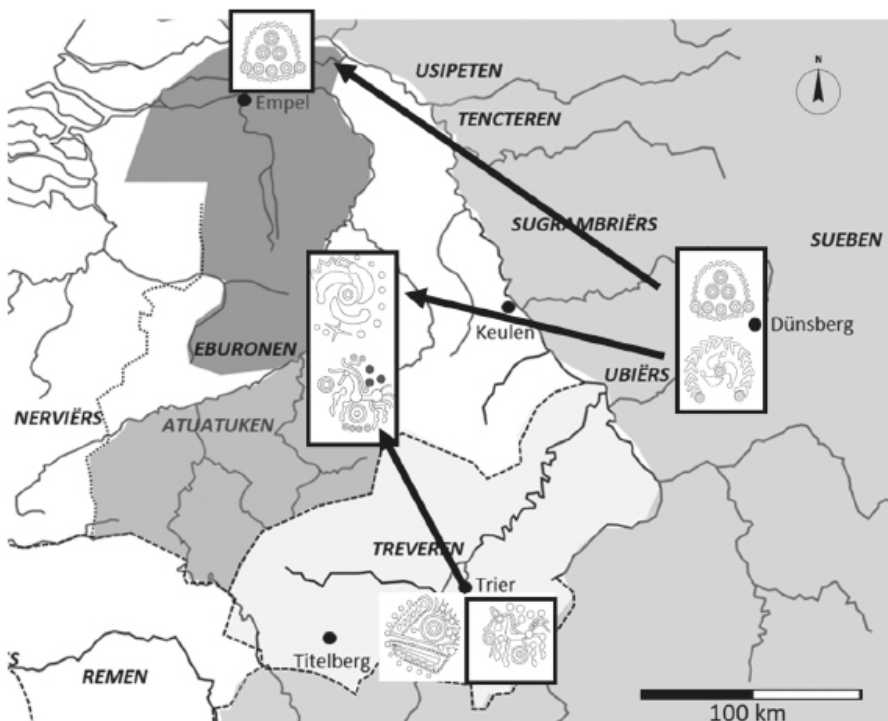 USIPETEN
N
Empel
TENCTEREN
SUGRAMBRIËRS
SUEBEN
Keulen
Dünsberg
EBURONEN
UBIËRS
NERVIËRS
ATUATUKEN
TREVEREN
Trier
Titelberg
REMEN
100 km